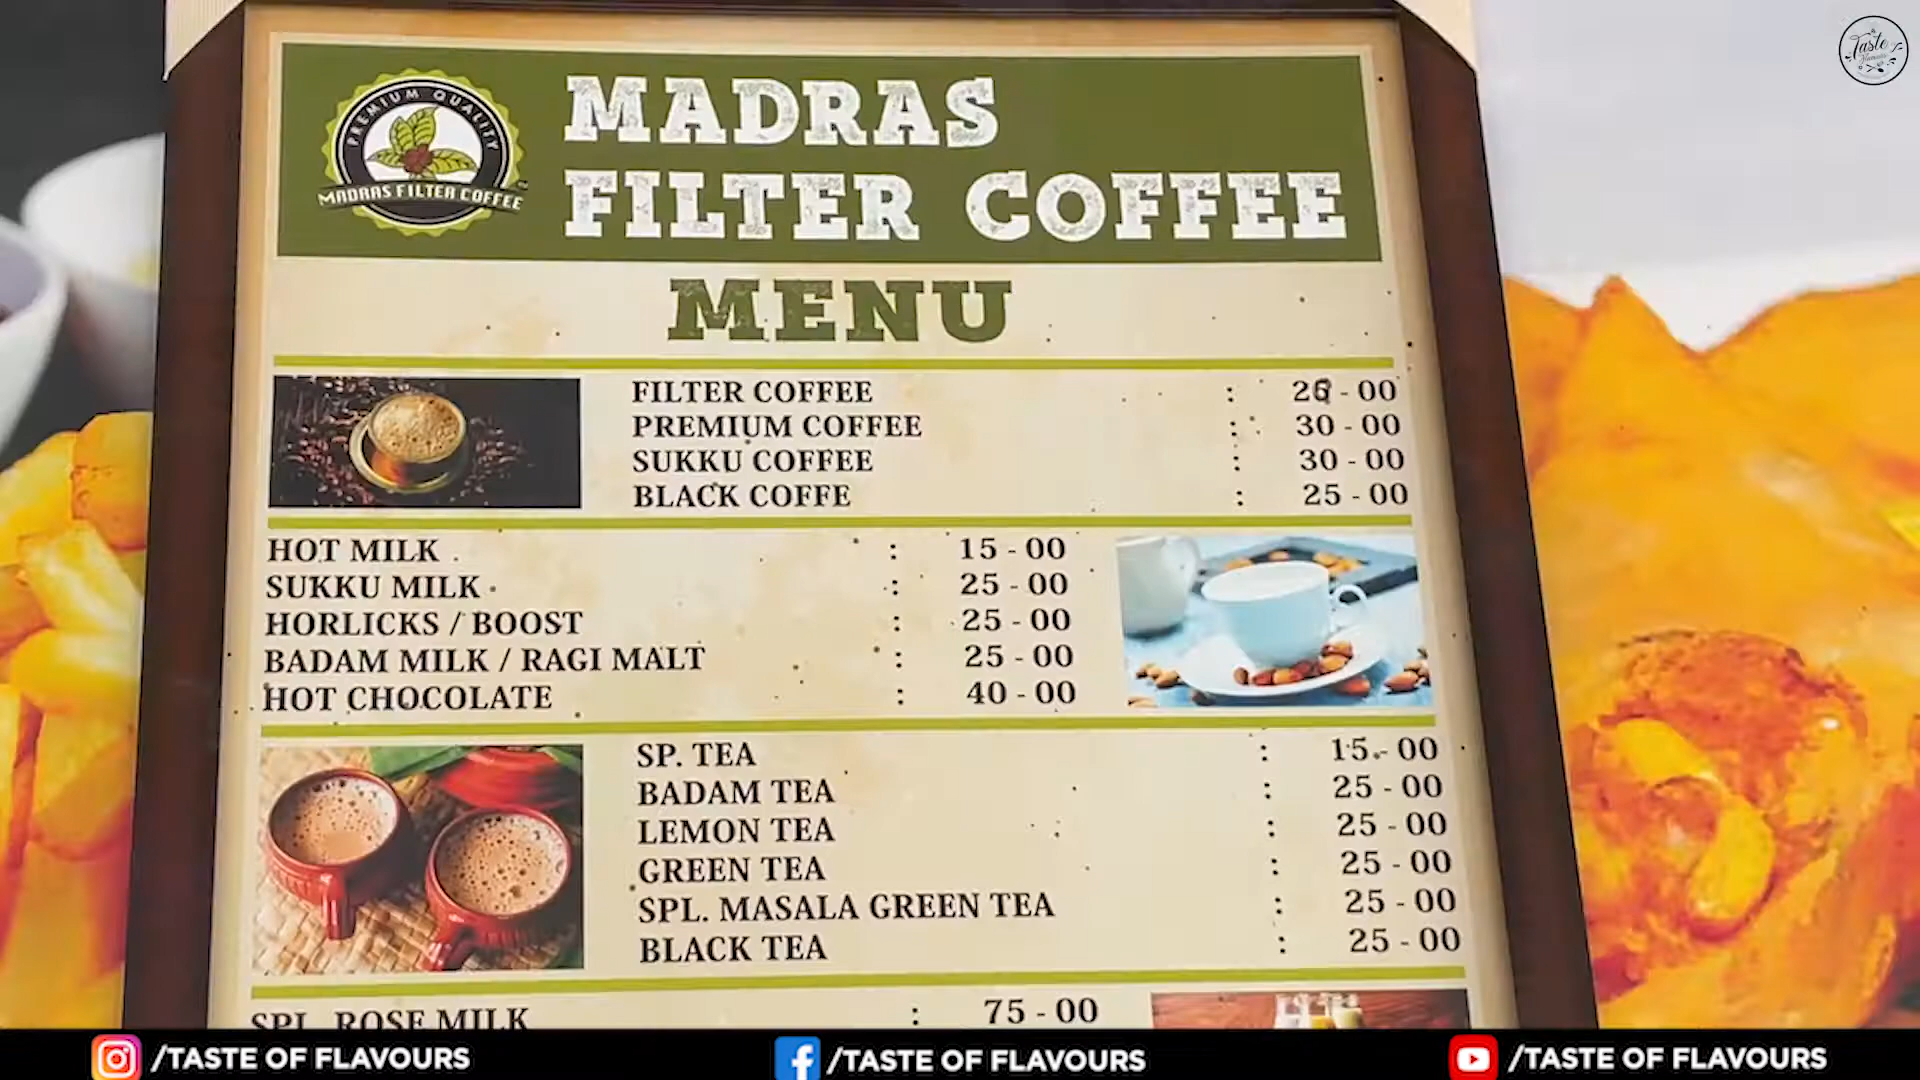 Taste
PREMIUM QUALITY
MADRAS FILTER COFFEE
MADRAS
FILTER COFFEE
MENU
FILTER COFFEE : - 00
PREMIUM COFFEE : 30 - 00
SUKKU COFFEE : 30 - 00
BLACK COFFE : 25 - 00
HOT MILK : 15 - 00
SUKKU MILK : 25 - 00
HORLICKS / BOOST : 25 - 00
BADAM MILK / RAGI MALT : 25 - 00
HOT CHOCOLATE : 40 - 00
SP. TEA : 15 - 00
BADAM TEA : 25 - 00
LEMON TEA : 25 - 00
GREEN TEA : 25 - 00
SPL. MASALA GREEN TEA : 25 - 00
BLACK TEA : 25 - 00
SPL. ROSE MILK : 75 - 00
/TASTE OF FLAVOURS
/TASTE OF FLAVOURS
/TASTE OF FLAVOURS